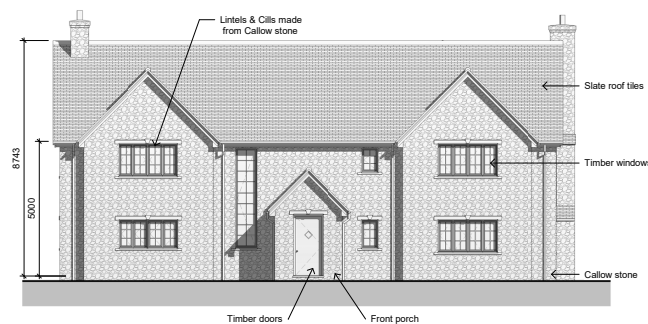 Lintels & Cills made
from Callow stone
Slate roof tiles
8743
5000
Timber windows
Callow stone
Timber doors
Front porch